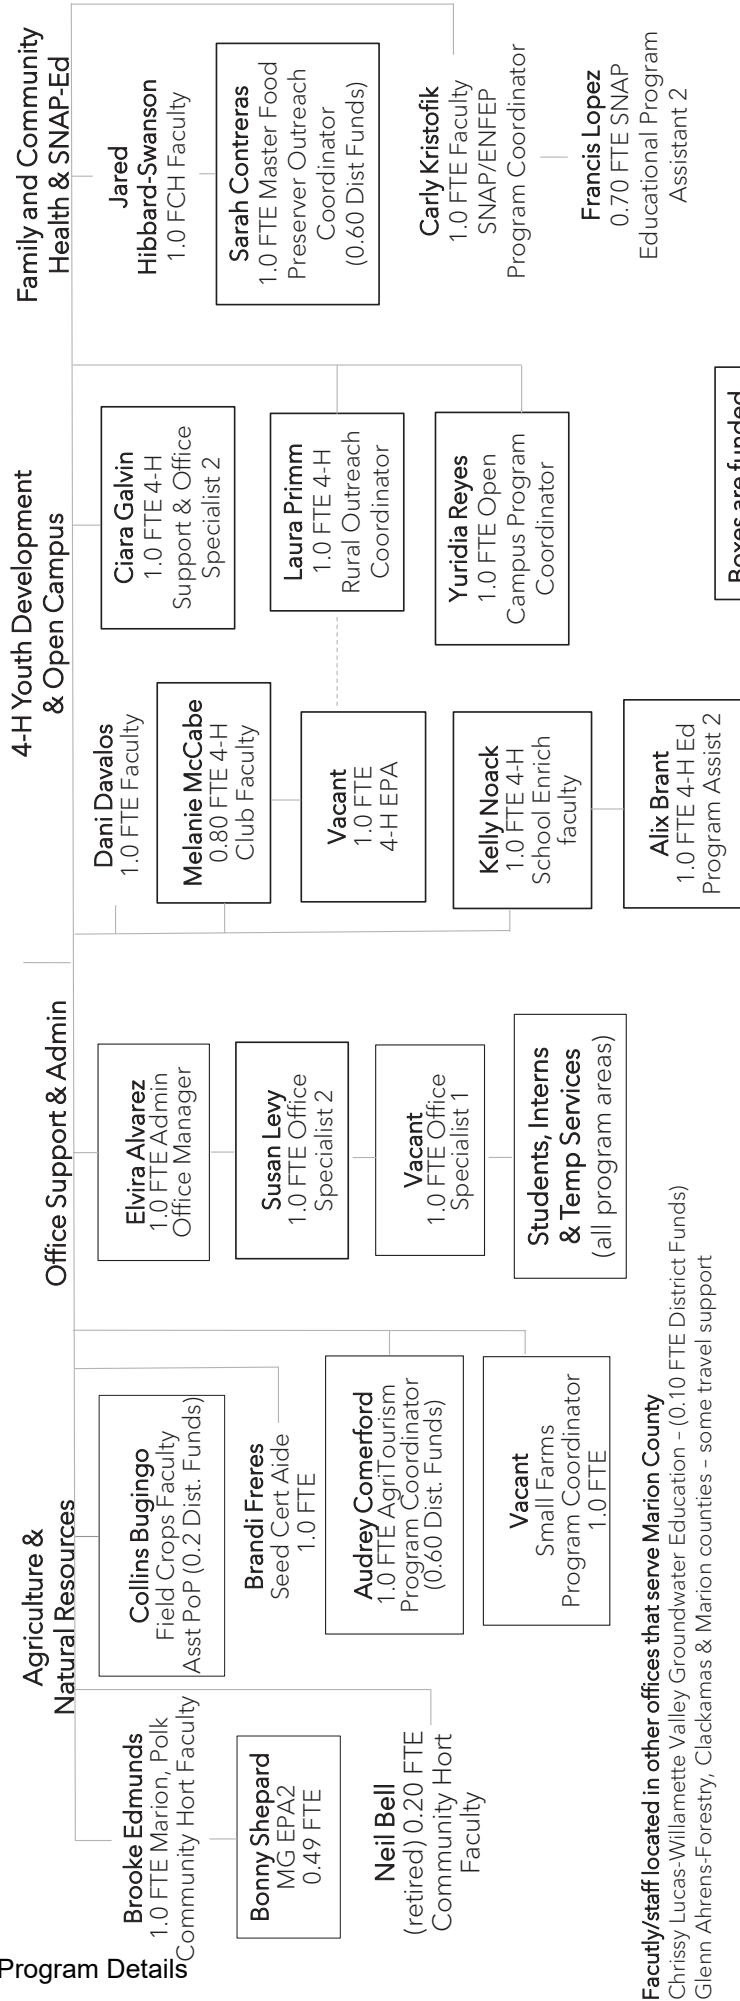 Program Details
Agriculture &
Natural Resources
Brooke Edmunds
1.0 FTE Marion, Polk
Community Hort Faculty
Bonny Shepard
MG EPA2
0.49 FTE
Neil Bell
(retired) 0.20 FTE
Community Hort
Faculty
Collins Bugingo
Field Crops Faculty
Asst PoP (0.2 Dist. Funds)
Brandi Freres
Seed Cert Aide
1.0 FTE
Audrey Comerford
1.0 FTE AgriTourism
Program Coordinator
(0.60 Dist. Funds)
Vacant
Small Farms
Program Coordinator
1.0 FTE
Office Support & Admin
Elvira Alvarez
1.0 FTE Admin
Office Manager
Susan Levy
1.0 FTE Office
Specialist 2
Vacant
1.0 FTE Office
Specialist 1
Students, Interns
& Temp Services
(all program areas)
4-H Youth Development
& Open Campus
Dani Davalos
1.0 FTE Faculty
Melanie McCabe
0.80 FTE 4-H
Club Faculty
Vacant
1.0 FTE
4-H EPA
Kelly Noack
1.0 FTE 4-H
School Enrich
faculty
Alix Brant
1.0 FTE 4-H Ed
Program Assist 2
Ciara Galvin
1.0 FTE 4-H
Support & Office
Specialist 2
Laura Primm
1.0 FTE 4-H
Rural Outreach
Coordinator
Yuridia Reyes
1.0 FTE Open
Campus Program
Coordinator
Family and Community
Health & SNAP-Ed
Jared
Hibbard-Swanson
1.0 FCH Faculty
Sarah Contreras
1.0 FTE Master Food
Preserver Outreach
Coordinator
(0.60 Dist Funds)
Carly Kristofik
1.0 FTE Faculty
SNAP/ENFEP
Program Coordinator
Francis Lopez
0.70 FTE SNAP
Educational Program
Assistant 2
Boxes are funded
Facutly/staff located in other offices that serve Marion County
Chrissy Lucas-Willamette Valley Groundwater Education – (0.10 FTE District Funds)
Glenn Ahrens-Forestry, Clackamas & Marion counties – some travel support